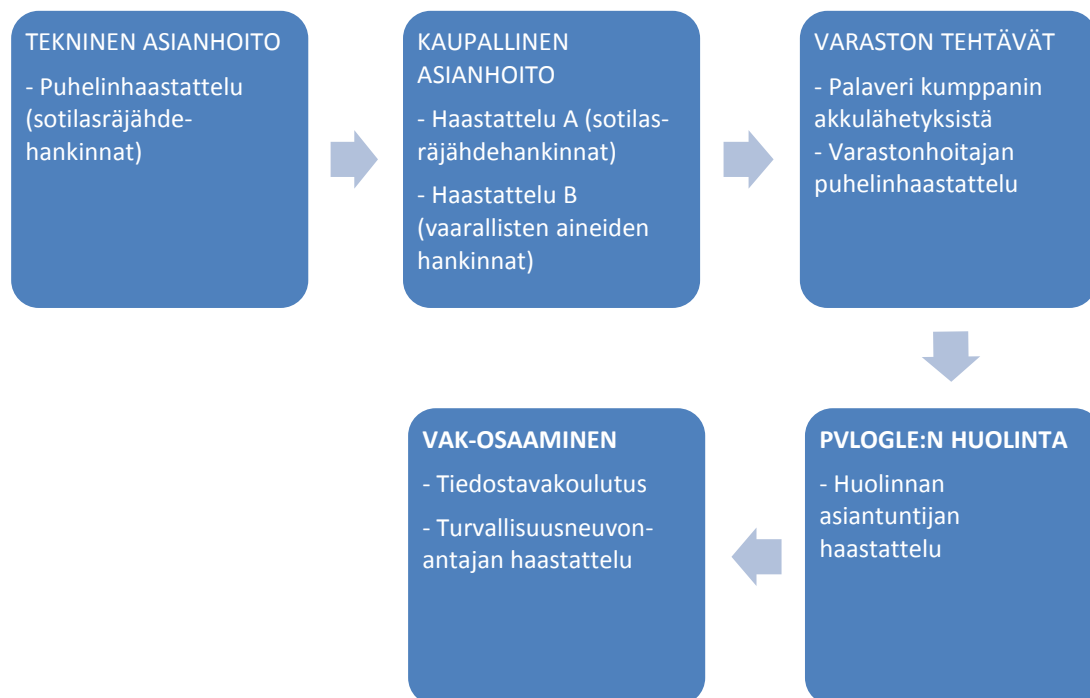 TEKNINEN ASIANHOITO
- Puhelinhaastattelu
(sotilasräjähde-
hankinnat)
KAUPALLINEN
ASIANHOITO
- Haastattelu A (sotilas-
räjähdehankinnat)
- Haastattelu B
(vaarallisten aineiden
hankinnat)
VARASTON TEHTÄVÄT
- Palaveri kumppanin
akkulähetyksistä
- Varastonhoitajan
puhelinhaastattelu
PVLOGLE:N HUOLINTA
- Huolinnan
asiantuntijan
haastattelu
VAK-OSAAMINEN
- Tiedostavakoulutus
- Turvallisuusneuvon-
antajan haastattelu